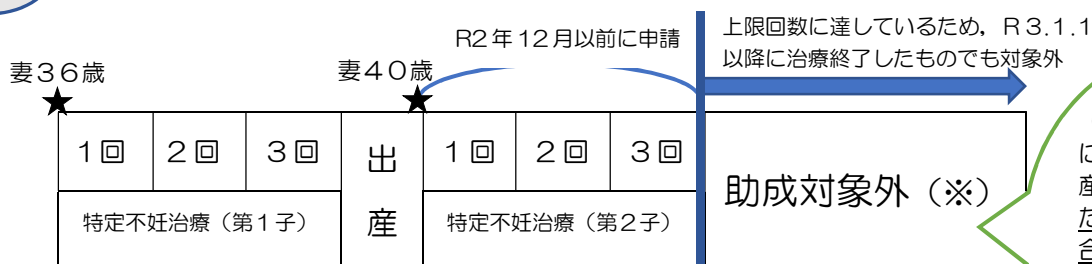 R2年12月以前に申請
上限回数に達しているため，R3.1.1
以降に治療終了したものでも対象外
妻36歳
妻40歳
★
★
1回
2回
3回
出
産
1回
2回
3回
助成対象外（※）
特定不妊治療（第1子）
特定不妊治療（第2子）
に
産
た
合